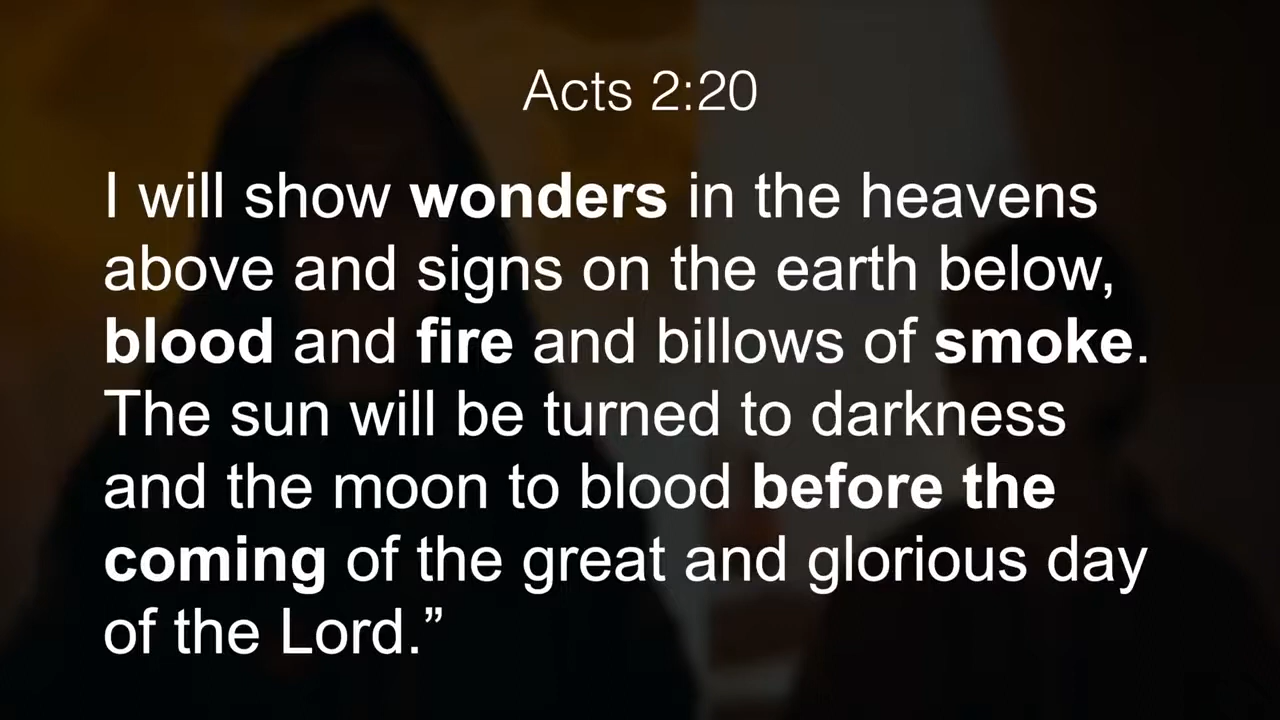 Acts 2:20
I will show wonders in the heavens
above and signs on the earth below,
blood and fire and billows of smoke.
The sun will be turned to darkness
and the moon to blood before the
coming of the great and glorious day
of the Lord.”